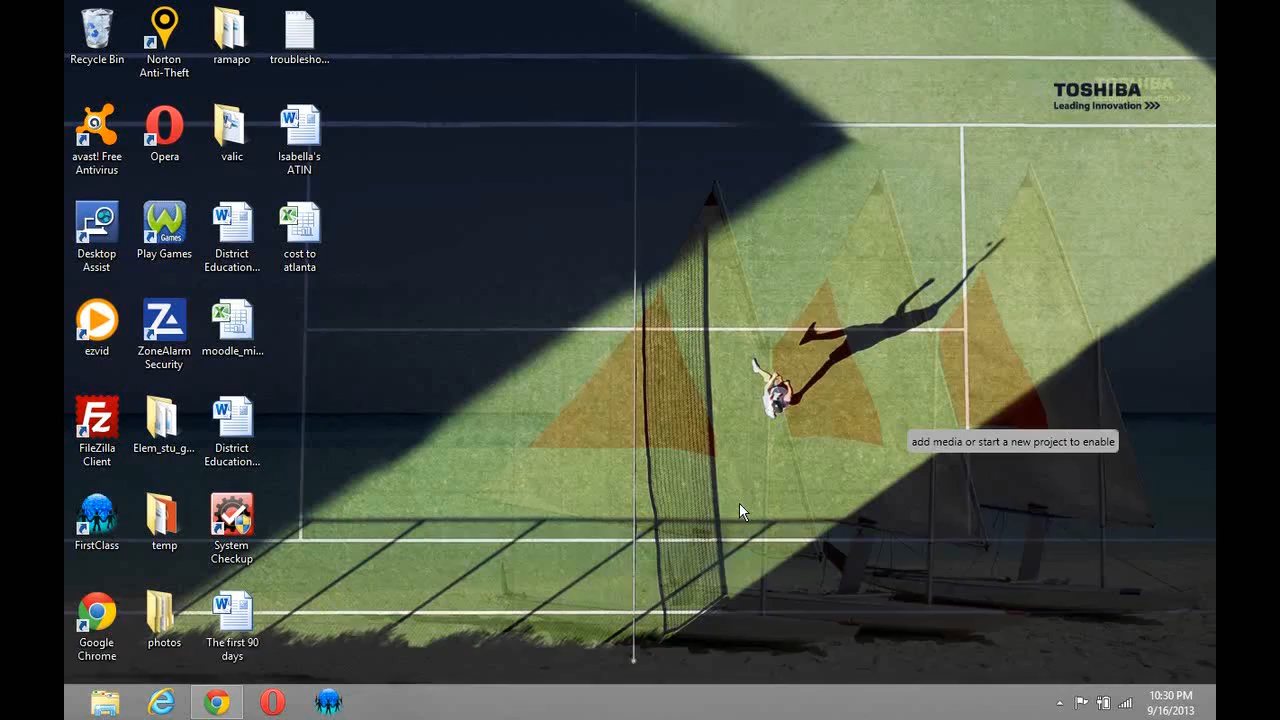 Recycle Bin
Norton
Anti-Theft
ramapo
troublesho...
avast! Free
Antivirus
Opera
valic
Isabella's
ATIN
Desktop
Assist
Games
Play Games
District
Education...
cost to
atlanta
ezvid
ZoneAlarm
Security
moodle_mi...
FileZilla
Client
Elem_stu_g...
District
Education...
FirstClass
temp
System
Checkup
Google
Chrome
photos
The first 90
days
TOSHIBA
Leading Innovation >>>
add media or start a new project to enable
10:30 PM
9/16/2013